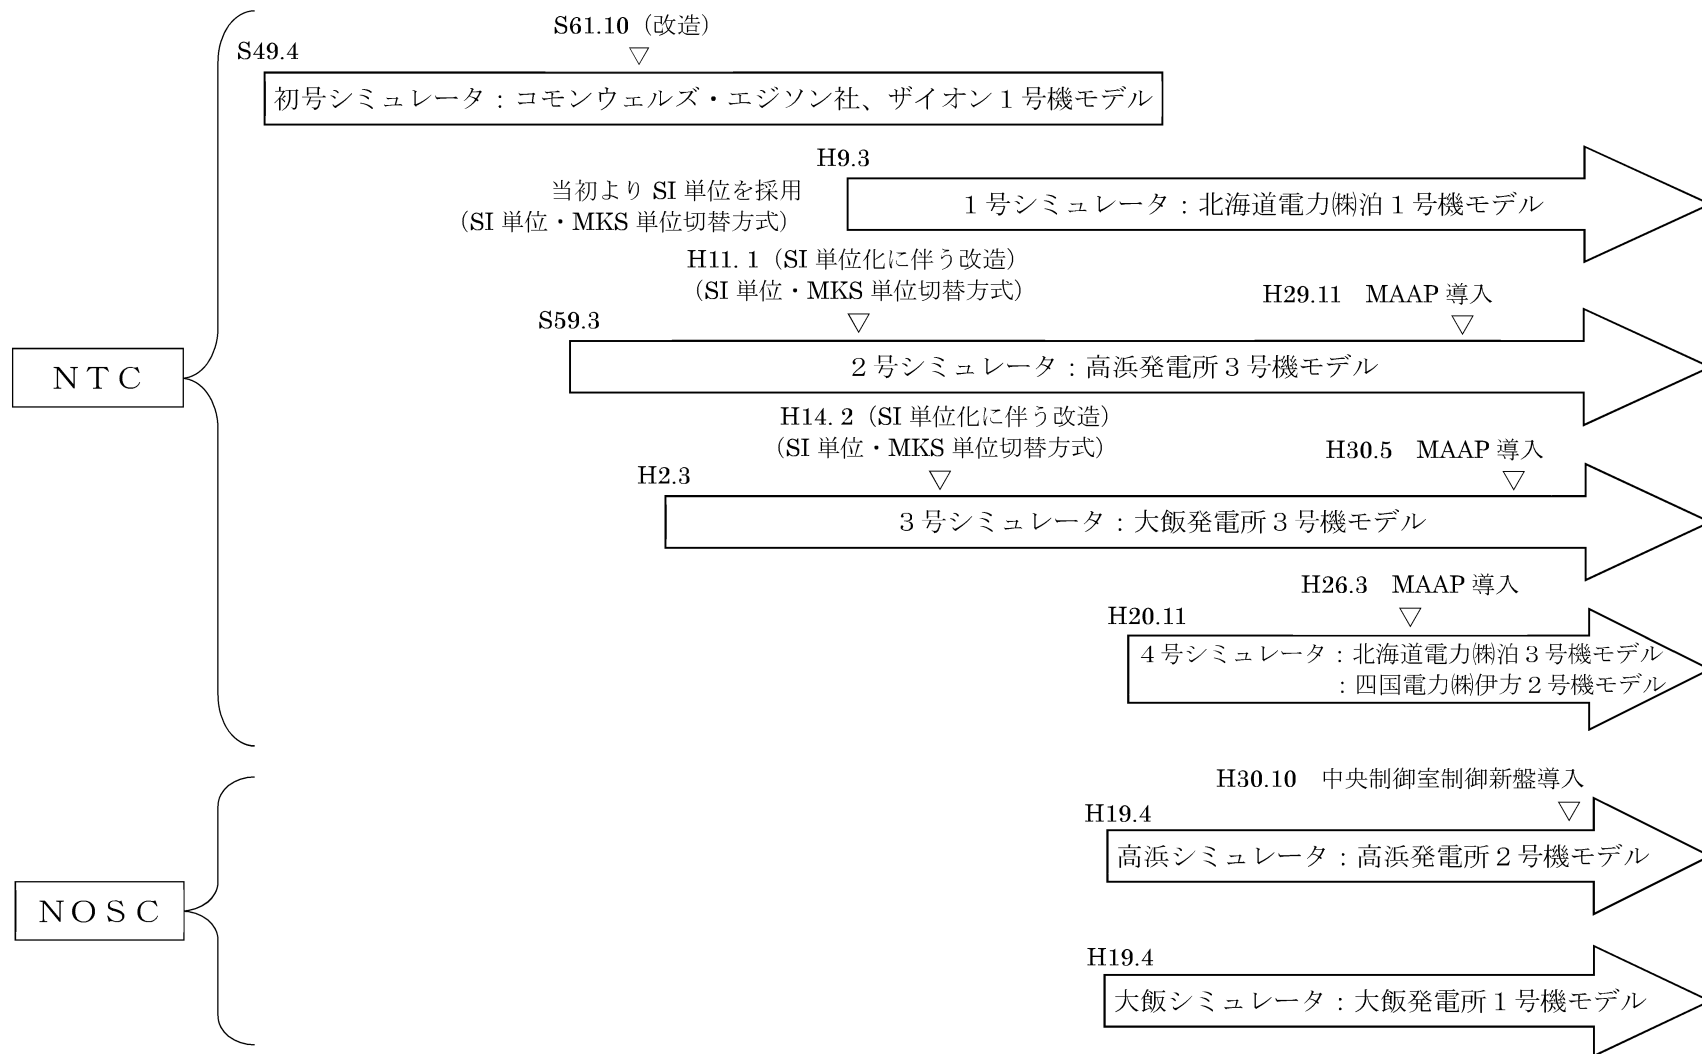 S61.10（改造）
S49.4
▽
初号シミュレータ：コモンウェルズ・エジソン社、ザイオン１号機モデル
H9.3
当初より SI 単位を採用
（SI 単位・MKS 単位切替方式）
１号シミュレータ：北海道電力㈱泊１号機モデル
H11. 1（SI 単位化に伴う改造）
（SI 単位・MKS 単位切替方式）
H29.11　MAAP 導入
S59.3
▽
▽
２号シミュレータ：高浜発電所３号機モデル
ＮＴＣ
H14. 2（SI 単位化に伴う改造）
（SI 単位・MKS 単位切替方式）
H30.5　MAAP 導入
H2.3
▽
▽
３号シミュレータ：大飯発電所３号機モデル
H26.3　MAAP 導入
H20.11
▽
４号シミュレータ：北海道電力㈱泊３号機モデル
：四国電力㈱伊方２号機モデル
H30.10　中央制御室制御新盤導入
H19.4
▽
高浜シミュレータ：高浜発電所２号機モデル
ＮＯＳＣ
H19.4
大飯シミュレータ：大飯発電所１号機モデル